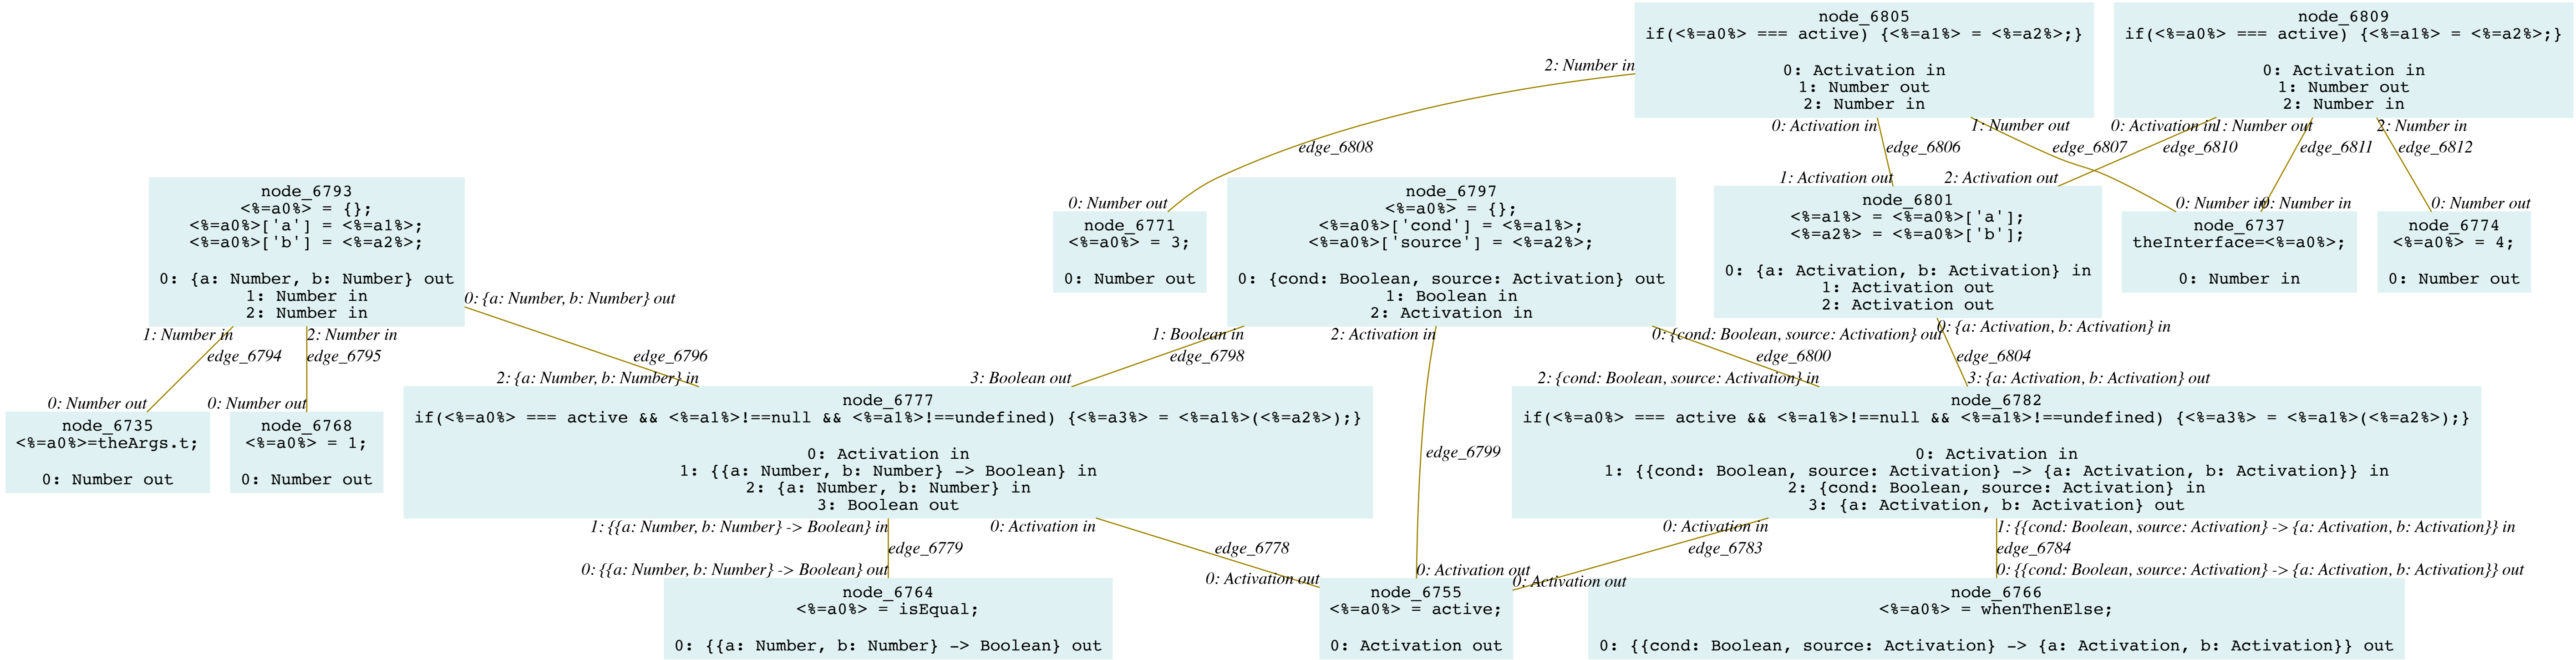 node_6805
if(<%=a0%> === active) {<%=a1%> = <%=a2%>;}
0: Activation in
1: Number out
2: Number in
node_6809
if(<%=a0%> === active) {<%=a1%> = <%=a2%>;}
0: Activation in
1: Number out
2: Number in
2: Number in
edge_6808
0: Number out
0: Activation in
edge_6806
1: Activation out
1: Number out
edge_6807
0: Number in
0: Activation in
edge_6810
2: Activation out
1: Number out
edge_6811
0: Number in
2: Number in
edge_6812
0: Number out
node_6793
<%=a0%> = {};
<%=a0%>['a'] = <%=a1%>;
<%=a0%>['b'] = <%=a2%>;
0: {a: Number, b: Number} out
1: Number in
2: Number in
node_6771
<%=a0%> = 3;
0: Number out
node_6797
<%=a0%> = {};
<%=a0%>['cond'] = <%=a1%>;
<%=a0%>['source'] = <%=a2%>;
0: {cond: Boolean, source: Activation} out
1: Boolean in
2: Activation in
node_6801
<%=a1%> = <%=a0%>['a'];
<%=a2%> = <%=a0%>['b'];
0: {a: Activation, b: Activation} in
1: Activation out
2: Activation out
node_6737
theInterface=<%=a0%>;
0: Number in
node_6774
<%=a0%> = 4;
0: Number out
1: Number in
edge_6794
0: Number out
2: Number in
edge_6795
0: Number out
0: {a: Number, b: Number} out
edge_6796
2: {a: Number, b: Number} in
1: Boolean in
edge_6798
3: Boolean out
2: Activation in
edge_6799
0: Activation out
0: {cond: Boolean, source: Activation} out
edge_6800
2: {cond: Boolean, source: Activation} in
0: {a: Activation, b: Activation} in
edge_6804
3: {a: Activation, b: Activation} out
node_6735
<%=a0%>=theArgs.t;
0: Number out
node_6768
<%=a0%> = 1;
0: Number out
node_6777
if(<%=a0%> === active && <%=a1%>!==null && <%=a1%>!==undefined) {<%=a3%> = <%=a1%>(<%=a2%>);}
0: Activation in
1: {{a: Number, b: Number} -> Boolean} in
2: {a: Number, b: Number} in
3: Boolean out
node_6782
if(<%=a0%> === active && <%=a1%>!==null && <%=a1%>!==undefined) {<%=a3%> = <%=a1%>(<%=a2%>);}
0: Activation in
1: {{cond: Boolean, source: Activation} -> {a: Activation, b: Activation}} in
2: {cond: Boolean, source: Activation} in
3: {a: Activation, b: Activation} out
1: {{a: Number, b: Number} -> Boolean} in
edge_6779
0: {{a: Number, b: Number} -> Boolean} out
0: Activation in
edge_6778
0: Activation out
0: Activation in
edge_6783
0: Activation out
1: {{cond: Boolean, source: Activation} -> {a: Activation, b: Activation}} in
edge_6784
0: {{cond: Boolean, source: Activation} -> {a: Activation, b: Activation}} out
node_6764
<%=a0%> = isEqual;
0: {{a: Number, b: Number} -> Boolean} out
node_6755
<%=a0%> = active;
0: Activation out
node_6766
<%=a0%> = whenThenElse;
0: {{cond: Boolean, source: Activation} -> {a: Activation, b: Activation}} out